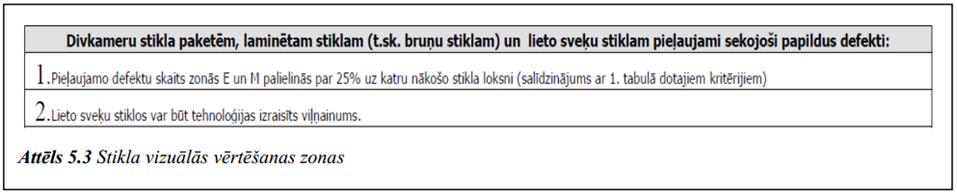 Divkameru stikla paketēm, laminētam stiklam (t.sk. bruņu stiklam) un lieto sveķu stiklam pieļaujami sekojoši papildus defekti:
1.Pieļaujamo defektu skaits zonās E un M palielinās par 25% uz katru nākošo stikla loksni (salīdzinājums ar 1. tabulā dotajiem kritērijiem)
2.Lieto sveķu stiklos var būt tehnoloģijas izraisīts viļņainums.
Attēls 5.3 Stikla vizuālās vērtēšanas zonas